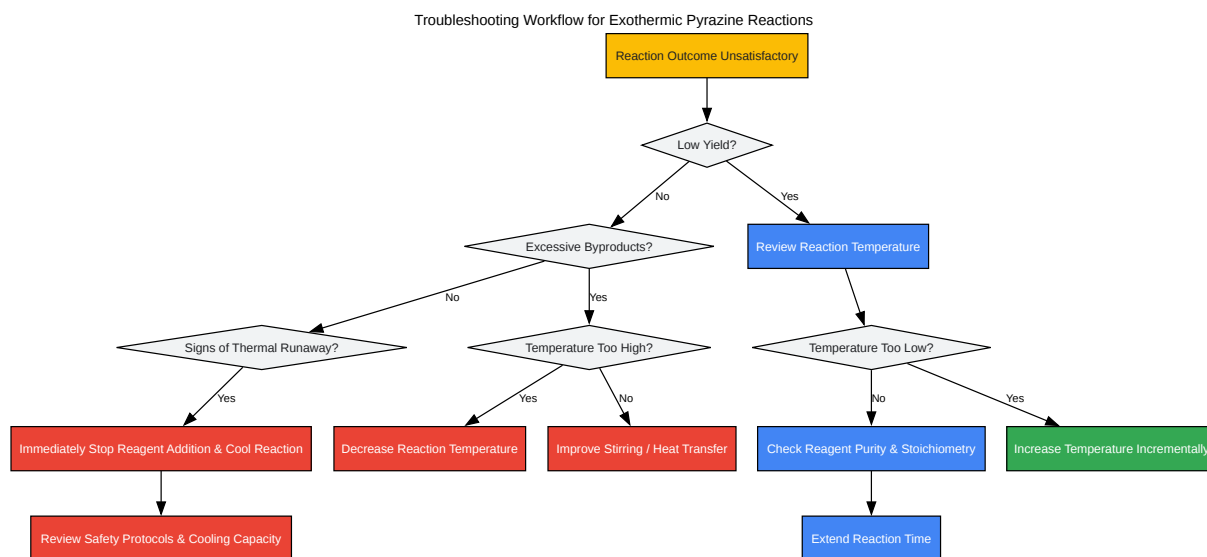 Troubleshooting Workflow for Exothermic Pyrazine Reactions
Reaction Outcome Unsatisfactory
Low Yield?
No
Yes
Excessive Byproducts?
Review Reaction Temperature
No
Yes
Signs of Thermal Runaway?
Temperature Too High?
Temperature Too Low?
Yes
Yes
No
No
Yes
Immediately Stop Reagent Addition & Cool Reaction
Decrease Reaction Temperature
Improve Stirring / Heat Transfer
Check Reagent Purity & Stoichiometry
Increase Temperature Incrementally
Review Safety Protocols & Cooling Capacity
Extend Reaction Time